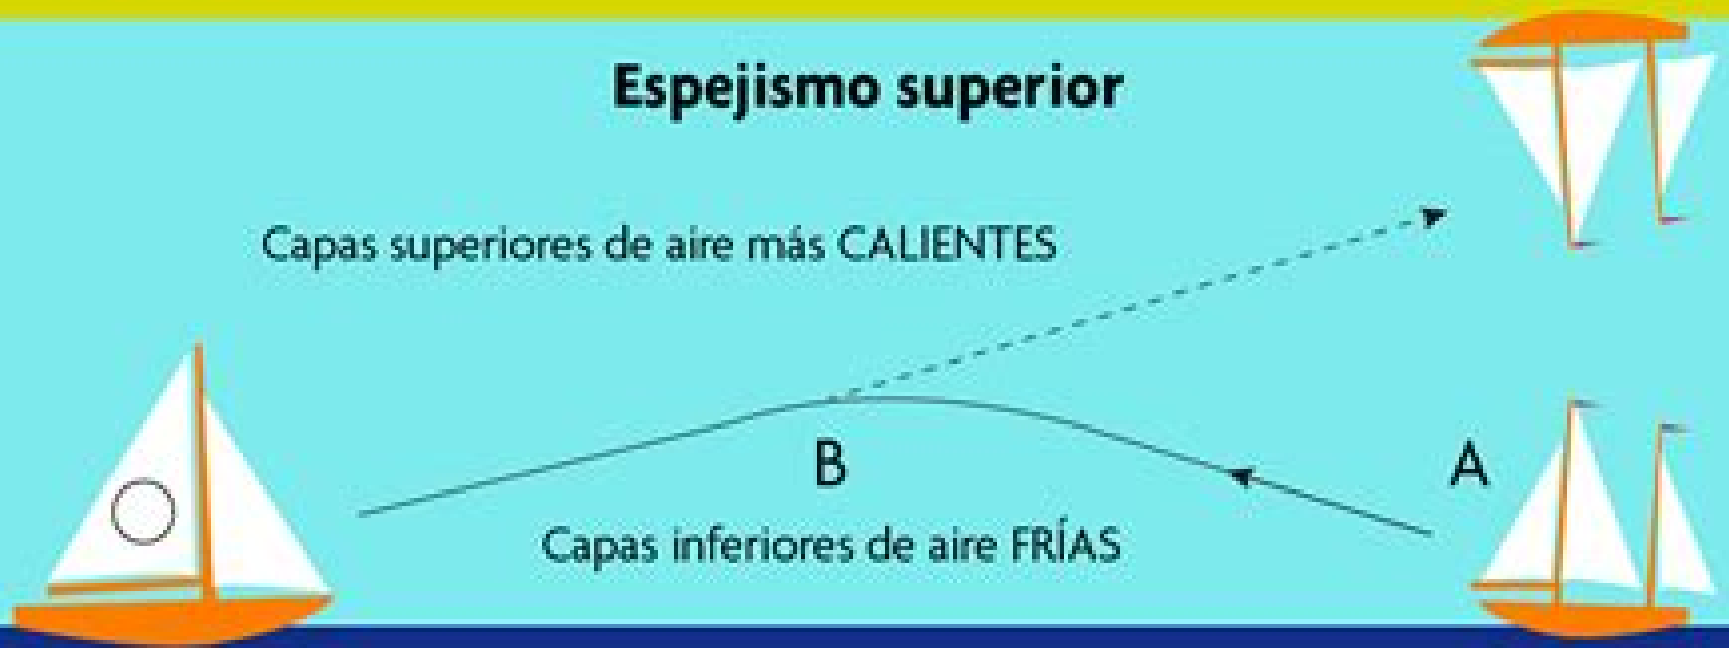 Espejismo superior
Capas superiores de aire más CALIENTES
B
A
Capas inferiores de aire FRÍAS